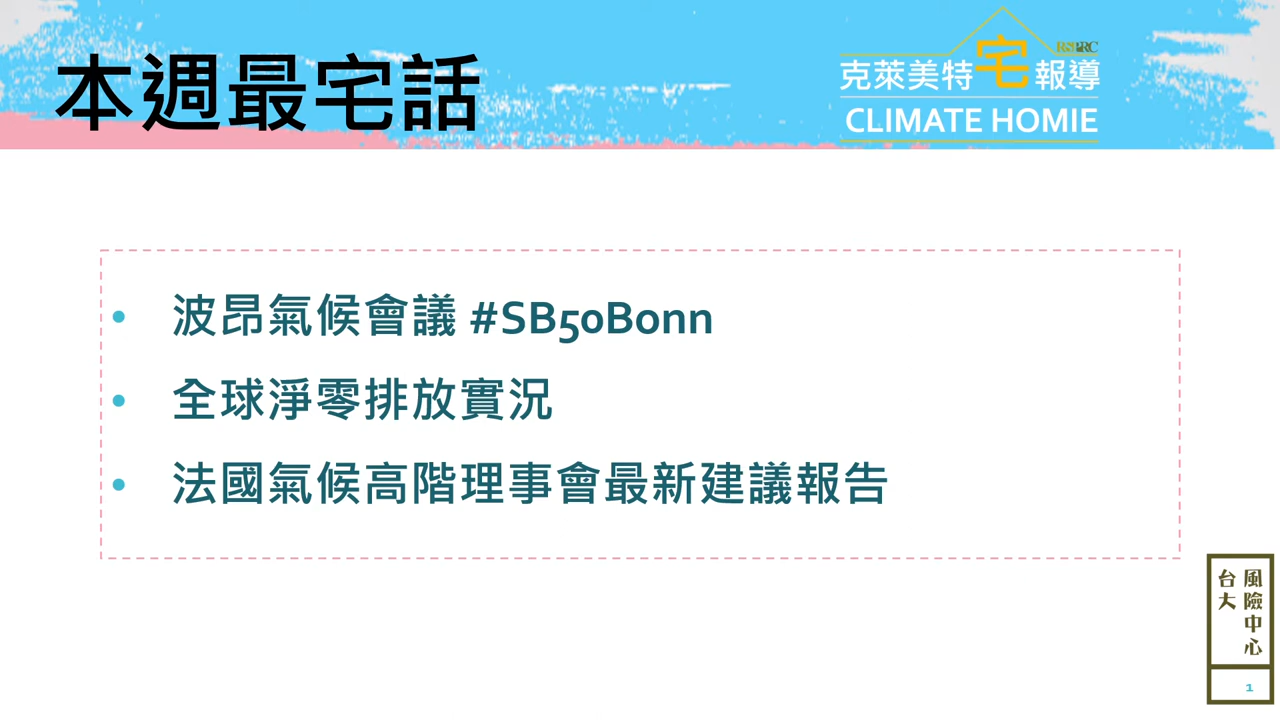 本週最宅話
RSPRC
克萊美特宅報導
CLIMATE HOMIE
• 波昂氣候會議 #SB50Bonn
• 全球淨零排放實況
• 法國氣候高階理事會最新建議報告
台大
風險中心
1